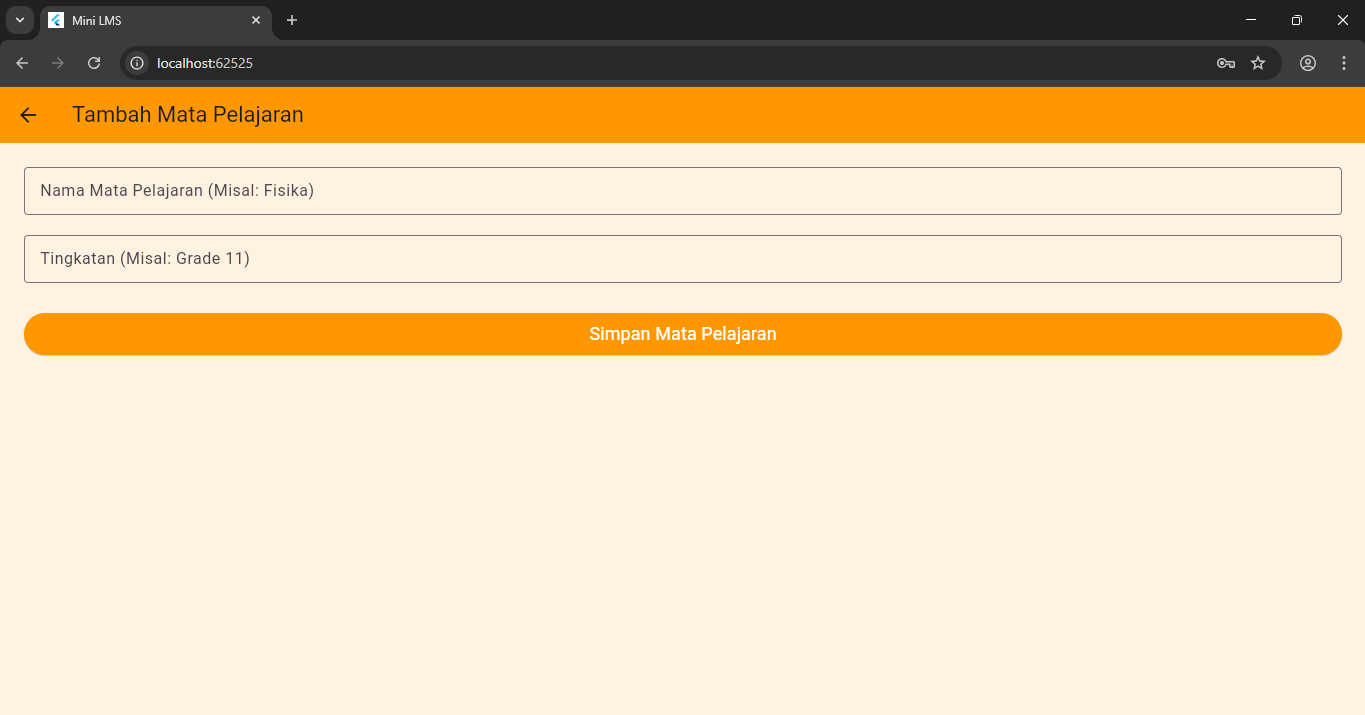 Mini LMS
localhost:62525
Tambah Mata Pelajaran
Nama Mata Pelajaran (Misal: Fisika)
Tingkatan (Misal: Grade 11)
Simpan Mata Pelajaran